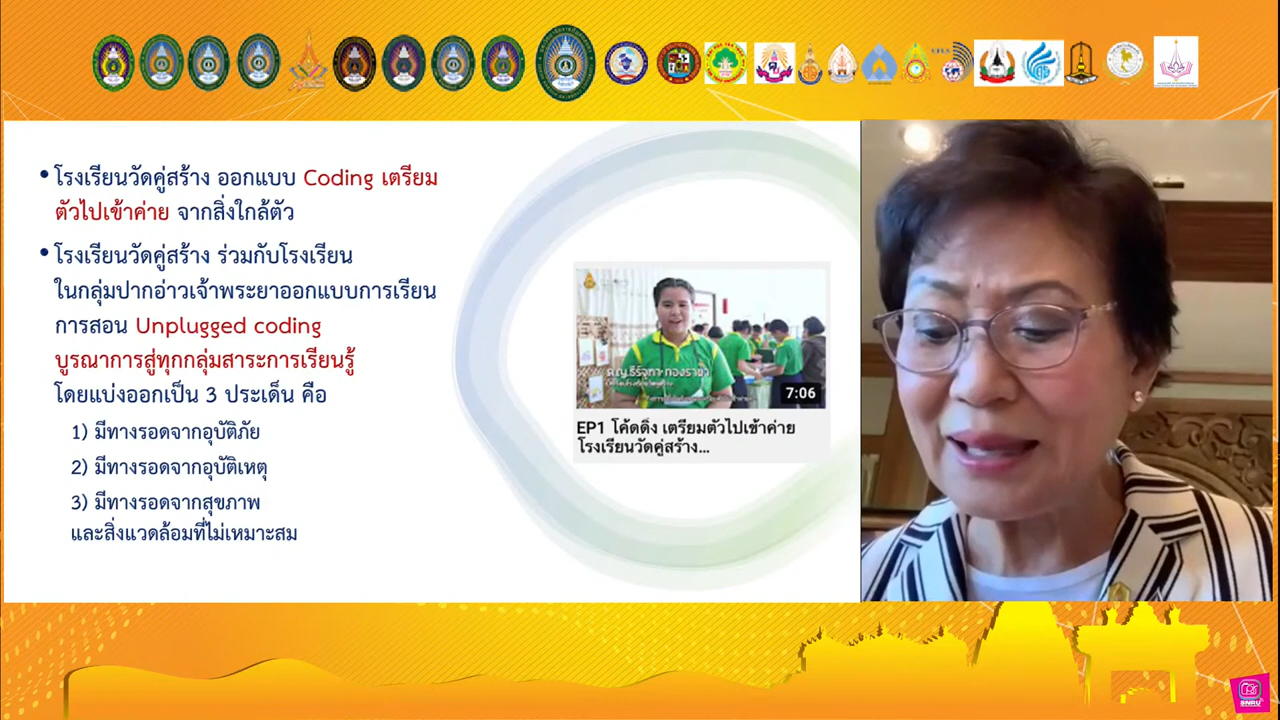 • โรงเรียนวัดคู่สร้าง ออกแบบ Coding เตรียม
ตัวไปเข้าค่าย จากสิ่งใกล้ตัว
• โรงเรียนวัดคู่สร้าง ร่วมกับโรงเรียน
ในกลุ่มปากอ่าวเจ้าพระยาออกแบบการเรียน
การสอน Unplugged coding
บูรณาการสู่ทุกกลุ่มสาระการเรียนรู้
โดยแบ่งออกเป็น 3 ประเด็น คือ
1) มีทางรอดจากอุบัติภัย
2) มีทางรอดจากอุบัติเหตุ
3) มีทางรอดจากสุขภาพ
และสิ่งแวดล้อมที่ไม่เหมาะสม
7:06
EP1 โค้ดดิ้ง เตรียมตัวไปเข้าค่าย
โรงเรียนวัดคู่สร้าง...
SNRU